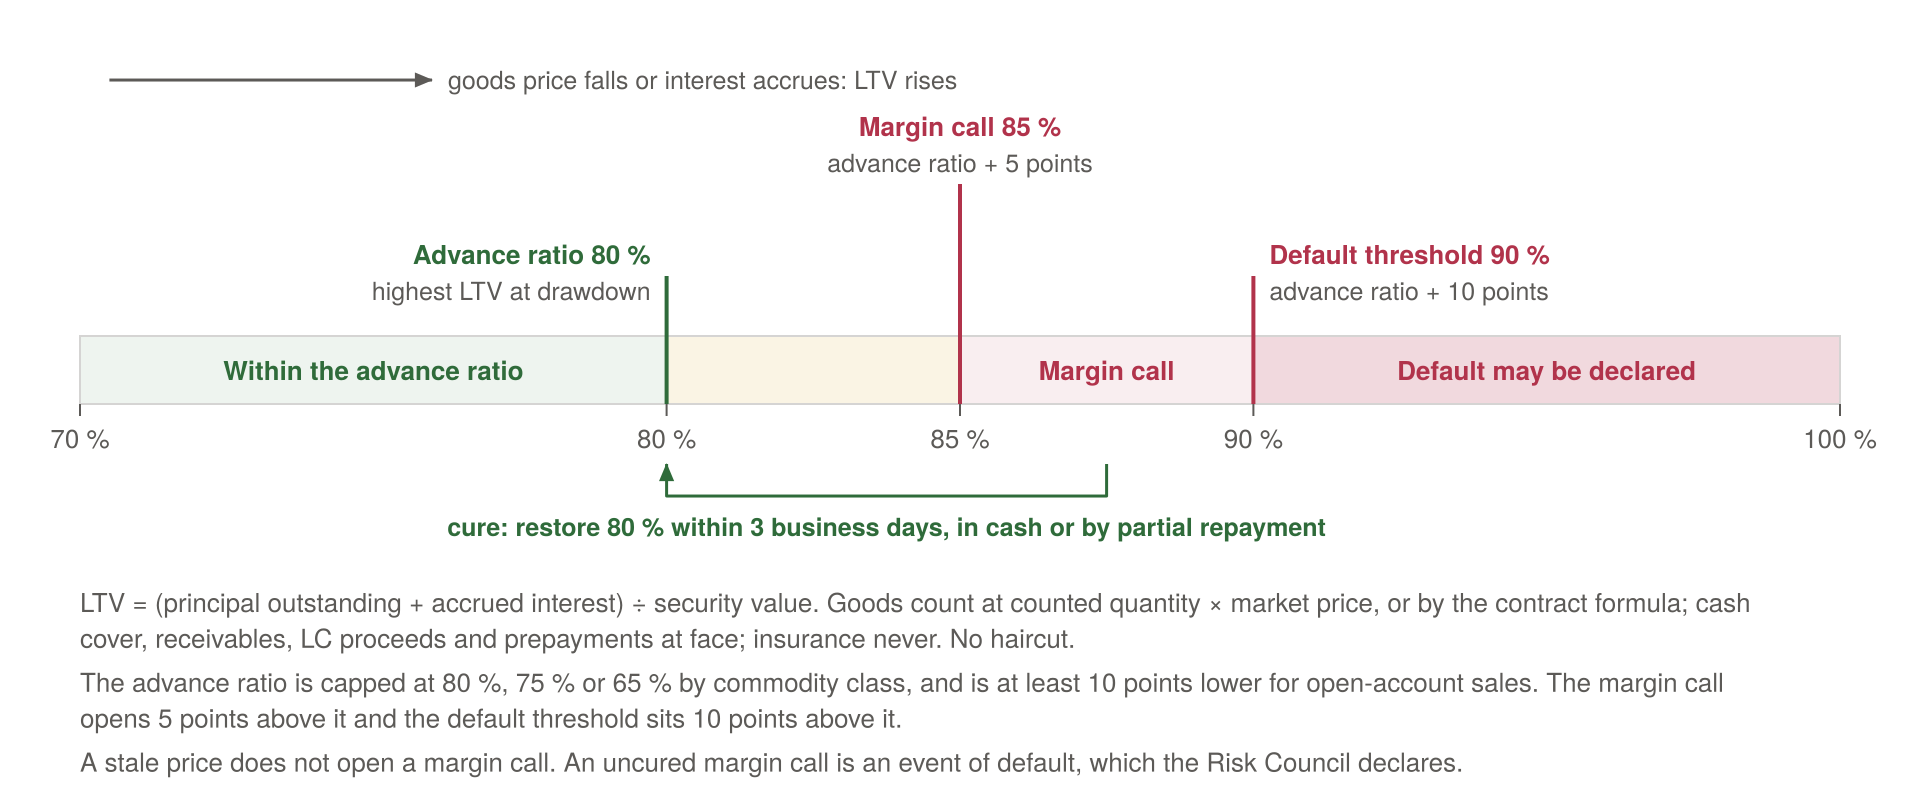 goods price falls or interest accrues: LTV rises
Margin call 85 %
advance ratio + 5 points
Advance ratio 80 %
highest LTV at drawdown
Default threshold 90 %
advance ratio + 10 points
Within the advance ratio
Margin call
Default may be declared
70 %
80 %
85 %
90 %
100 %
cure: restore 80 % within 3 business days, in cash or by partial repayment
LTV = (principal outstanding + accrued interest) ÷ security value. Goods count at counted quantity × market price, or by the contract formula; cash
cover, receivables, LC proceeds and prepayments at face; insurance never. No haircut.
The advance ratio is capped at 80 %, 75 % or 65 % by commodity class, and is at least 10 points lower for open-account sales. The margin call
opens 5 points above it and the default threshold sits 10 points above it.
A stale price does not open a margin call. An uncured margin call is an event of default, which the Risk Council declares.